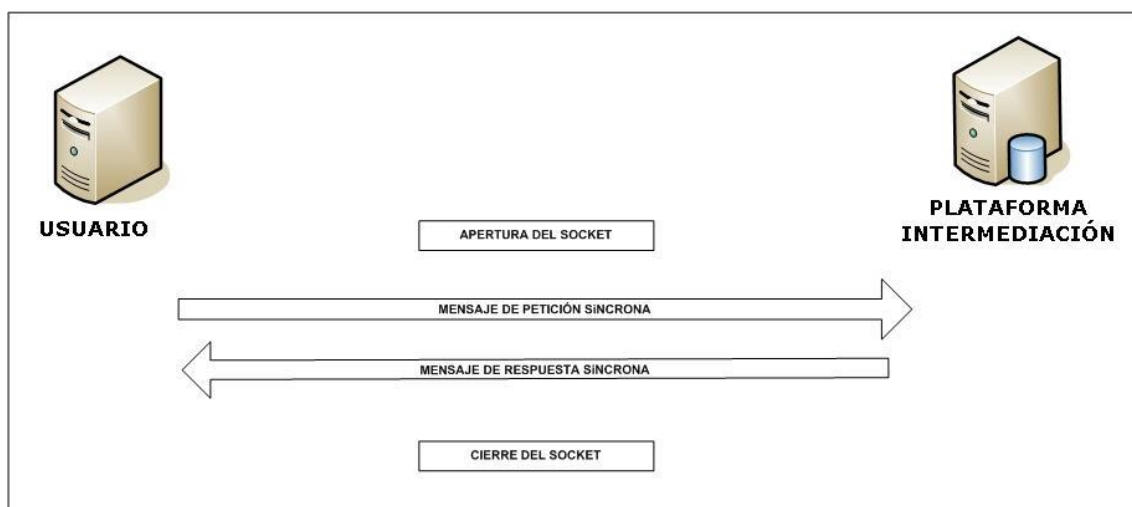 USUARIO
PLATAFORMA
INTERMEDIACIÓN
APERTURA DEL SOCKET
MENSAJE DE PETICIÓN SíNCRONA
MENSAJE DE RESPUESTA SíNCRONA
CIERRE DEL SOCKET